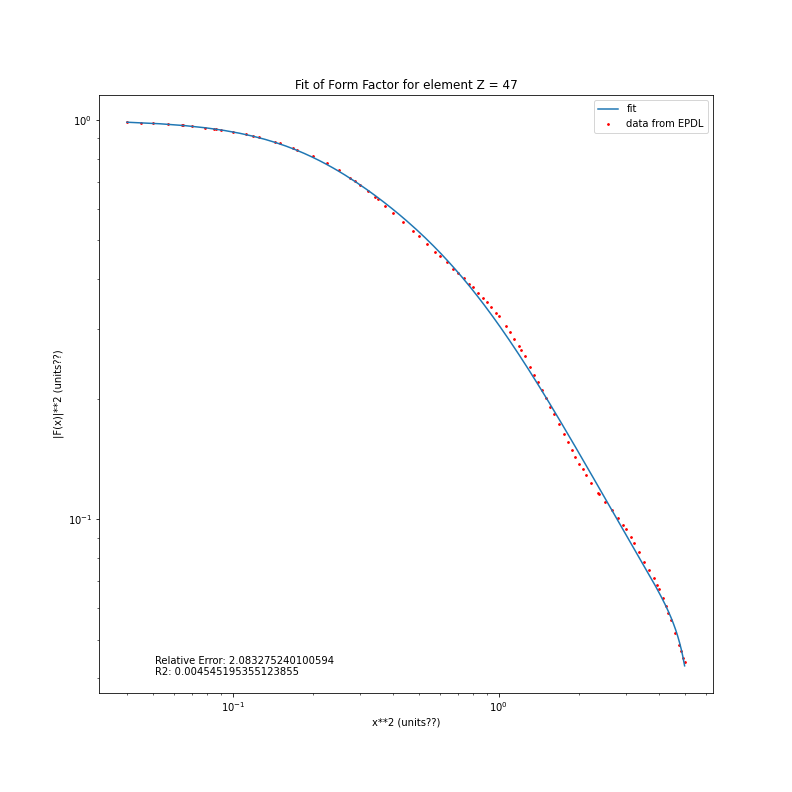 Fit of Form Factor for element Z = 47
fit
data from EPDL
10⁰
10⁻¹
|F(x)|**2 (units??)
Relative Error: 2.083275240100594
R2: 0.004545195355123855
10⁻¹
10⁰
x**2 (units??)